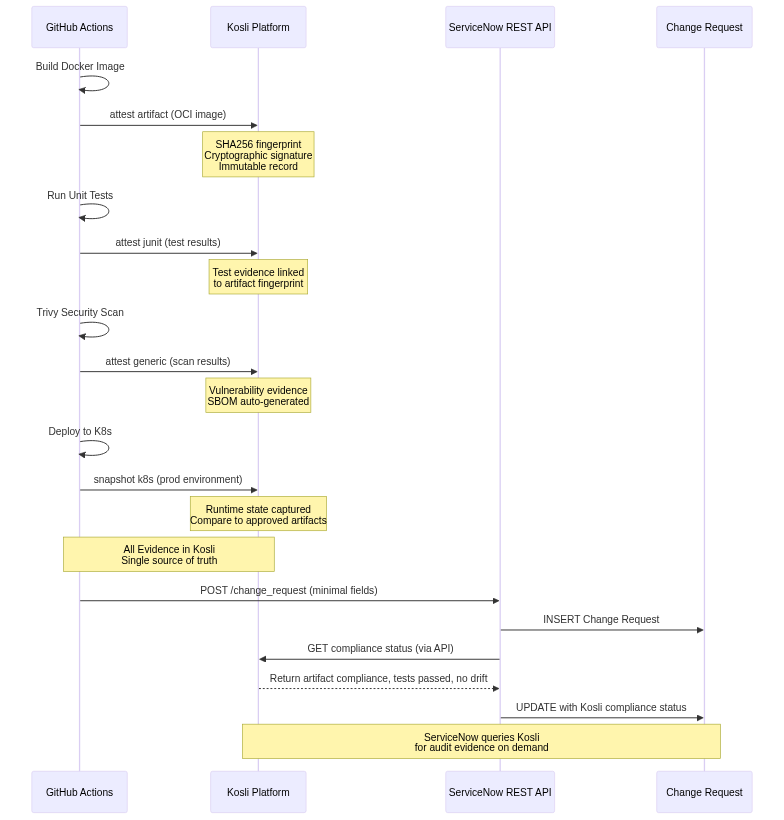 GitHub Actions
Kosli Platform
ServiceNow REST API
Change Request
Build Docker Image
attest artifact (OCI image)
SHA256 fingerprint
Cryptographic signature
Immutable record
Run Unit Tests
attest junit (test results)
Test evidence linked
to artifact fingerprint
Trivy Security Scan
attest generic (scan results)
Vulnerability evidence
SBOM auto-generated
Deploy to K8s
snapshot k8s (prod environment)
Runtime state captured
Compare to approved artifacts
All Evidence in Kosli
Single source of truth
POST /change_request (minimal fields)
INSERT Change Request
GET compliance status (via API)
Return artifact compliance, tests passed, no drift
UPDATE with Kosli compliance status
ServiceNow queries Kosli
for audit evidence on demand
GitHub Actions
Kosli Platform
ServiceNow REST API
Change Request